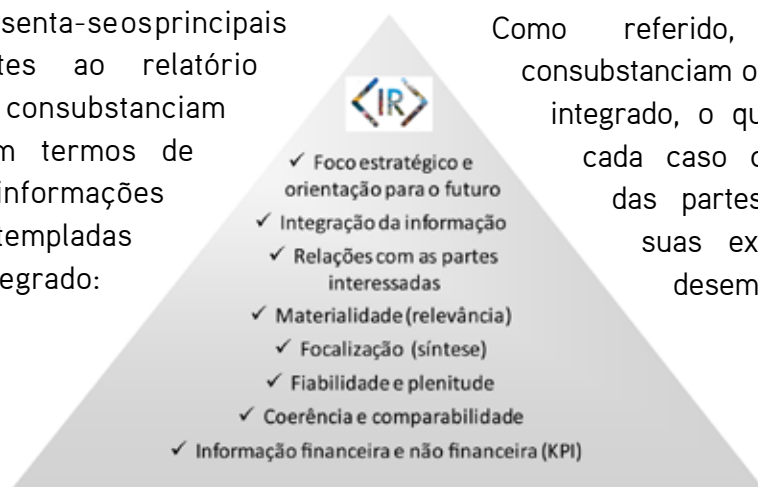 senta-seosprincipais
tes ao relatório
consubstanciam
m termos de
informações
templadas
egrado:
<IR>
✓ Foco estratégico e
orientação para o futuro
✓ Integração da informação
✓ Relações com as partes
interessadas
✓ Materialidade (relevância)
✓ Focalização (síntese)
✓ Fiabilidade e plenitude
✓ Coerência e comparabilidade
✓ Informação financeira e não financeira (KPI)
Como referido,
consubstanciam o
integrado, o qu
cada caso
das partes
suas ex
desem